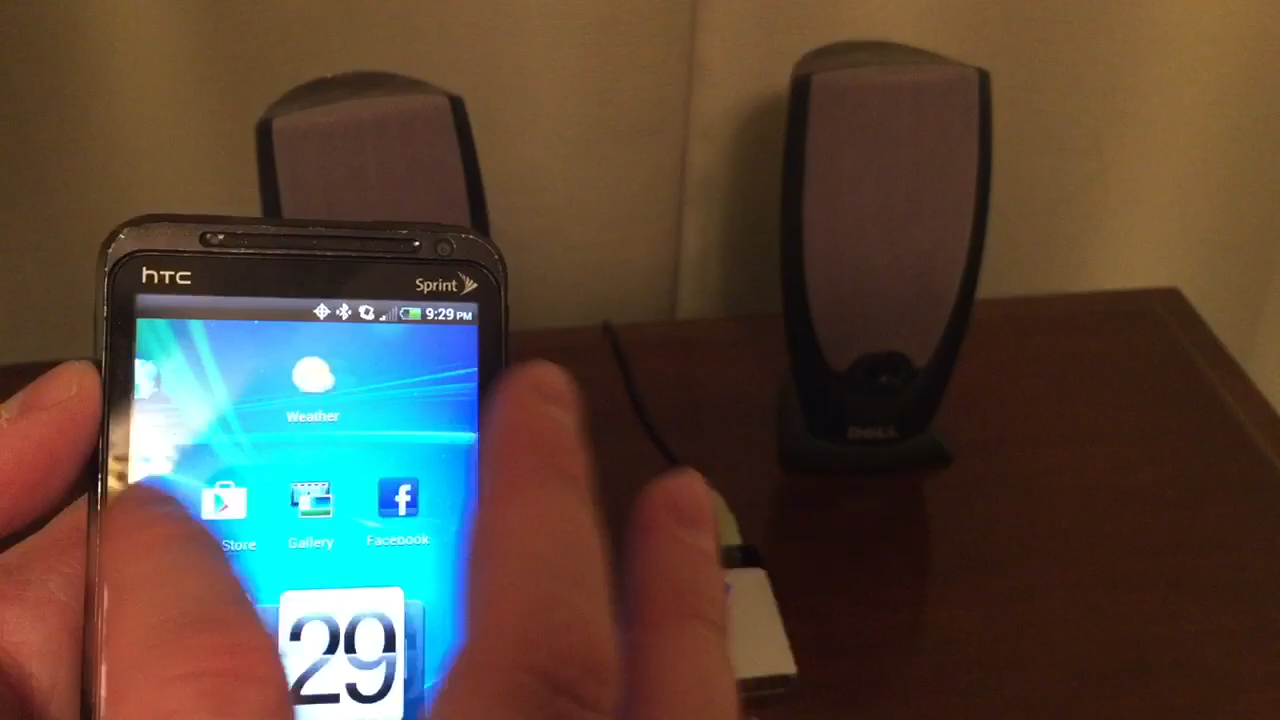 hTC
Sprint
9:29 PM
Weather
Store
Gallery
Facebook
29
DELL